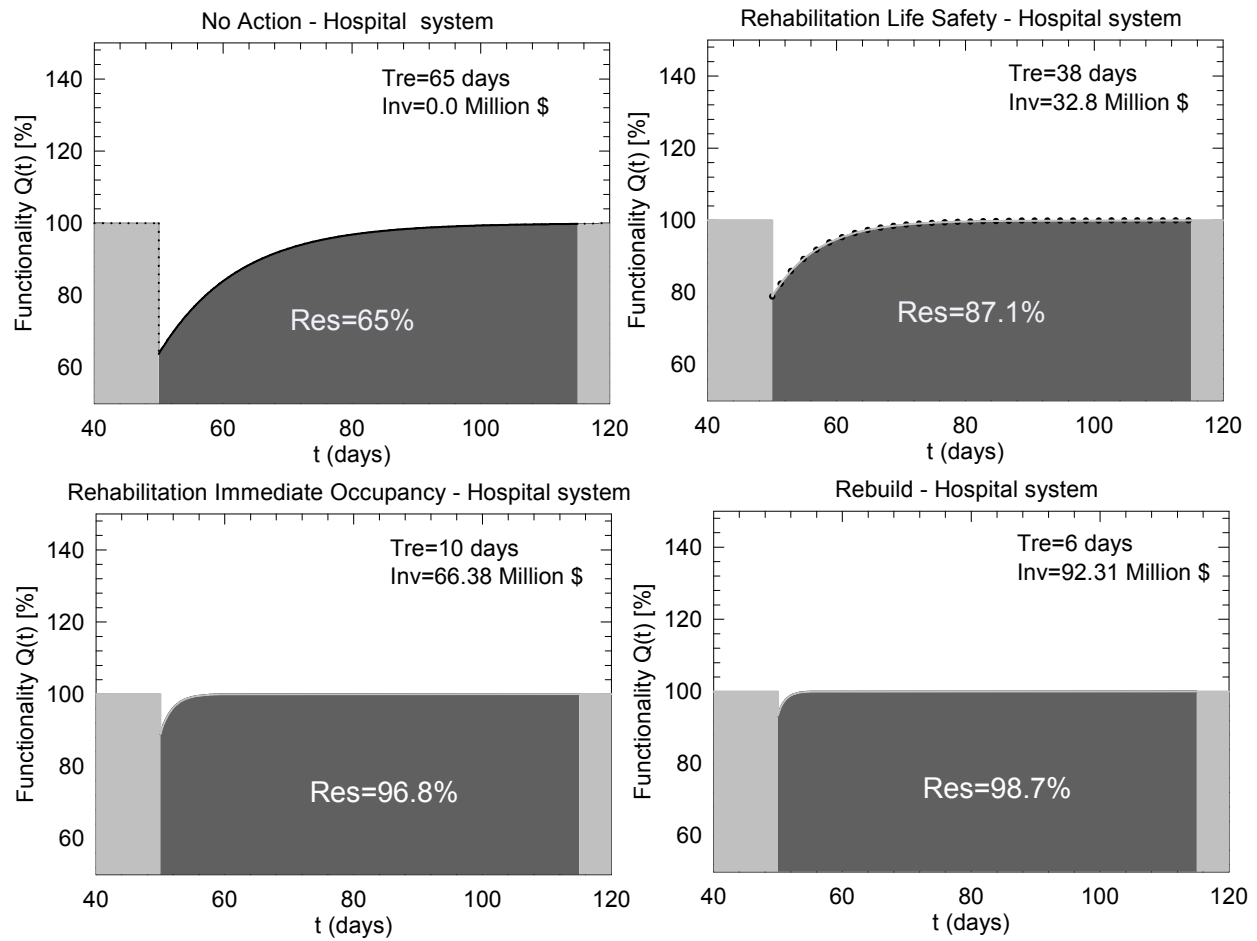 No Action - Hospital system
Tre=65 days
Inv=0.0 Million $
Functionality Q(t) [%]
140
120
100
80
60
Res=65%
40 60 80 100 120
t (days)
Rehabilitation Life Safety - Hospital system
Tre=38 days
Inv=32.8 Million $
Functionality Q(t) [%]
140
120
100
80
60
Res=87.1%
40 60 80 100 120
t (days)
Rehabilitation Immediate Occupancy - Hospital system
Tre=10 days
Inv=66.38 Million $
Functionality Q(t) [%]
140
120
100
80
60
Res=96.8%
40 60 80 100 120
t (days)
Rebuild - Hospital system
Tre=6 days
Inv=92.31 Million $
Functionality Q(t) [%]
140
120
100
80
60
Res=98.7%
40 60 80 100 120
t (days)